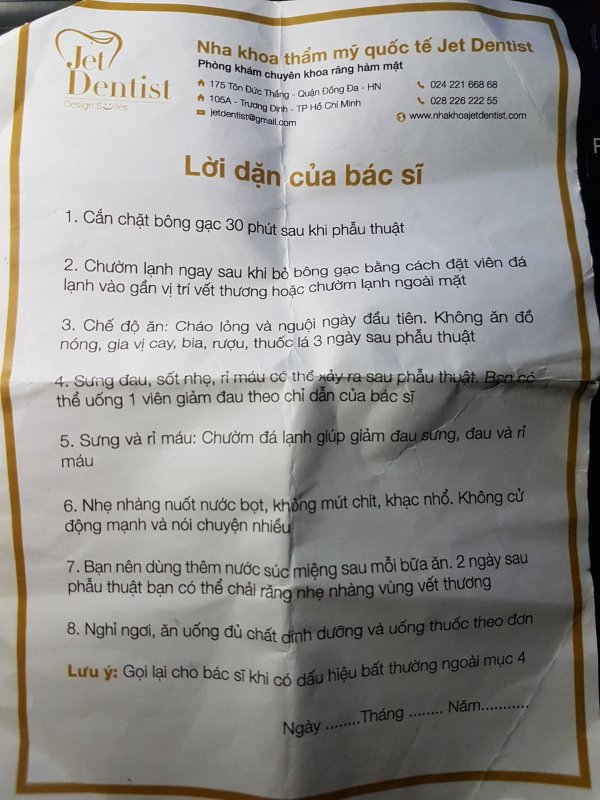 Jet
Dentist
Design Smiles
Nha khoa thẩm mỹ quốc tế Jet Dentist
Phòng khám chuyên khoa răng hàm mặt
175 Tôn Đức Thắng - Quận Đống Đa - HN
024 221 668 68
105A - Trương Định - TP Hồ Chí Minh
028 226 222 55
jetdentist@gmail.com
www.nhakhoajetdentist.com
Lời dặn của bác sĩ
1. Cắn chặt bông gạc 30 phút sau khi phẫu thuật
2. Chườm lạnh ngay sau khi bỏ bông gạc bằng cách đặt viên đá
lạnh vào gần vị trí vết thương hoặc chườm lạnh ngoài mặt
3. Chế độ ăn: Cháo lỏng và nguội ngày đầu tiên. Không ăn đồ
nóng, gia vị cay, bia, rượu, thuốc lá 3 ngày sau phẫu thuật
4. Sưng đau, sốt nhẹ, rỉ máu có thể xảy ra sau phẫu thuật. Bạn có
thể uống 1 viên giảm đau theo chỉ dẫn của bác sĩ
5. Sưng và rỉ máu: Chườm đá lạnh giúp giảm đau sưng, đau và rỉ
máu
6. Nhẹ nhàng nuốt nước bọt, không mút chít, khạc nhổ. Không cử
động mạnh và nói chuyện nhiều
7. Bạn nên dùng thêm nước súc miệng sau mỗi bữa ăn. 2 ngày sau
phẫu thuật bạn có thể chải răng nhẹ nhàng vùng vết thương
8. Nghỉ ngơi, ăn uống đủ chất dinh dưỡng và uống thuốc theo đơn
Lưu ý: Gọi lại cho bác sĩ khi có dấu hiệu bất thường ngoài mục 4
Ngày ........Tháng ........ Năm...........